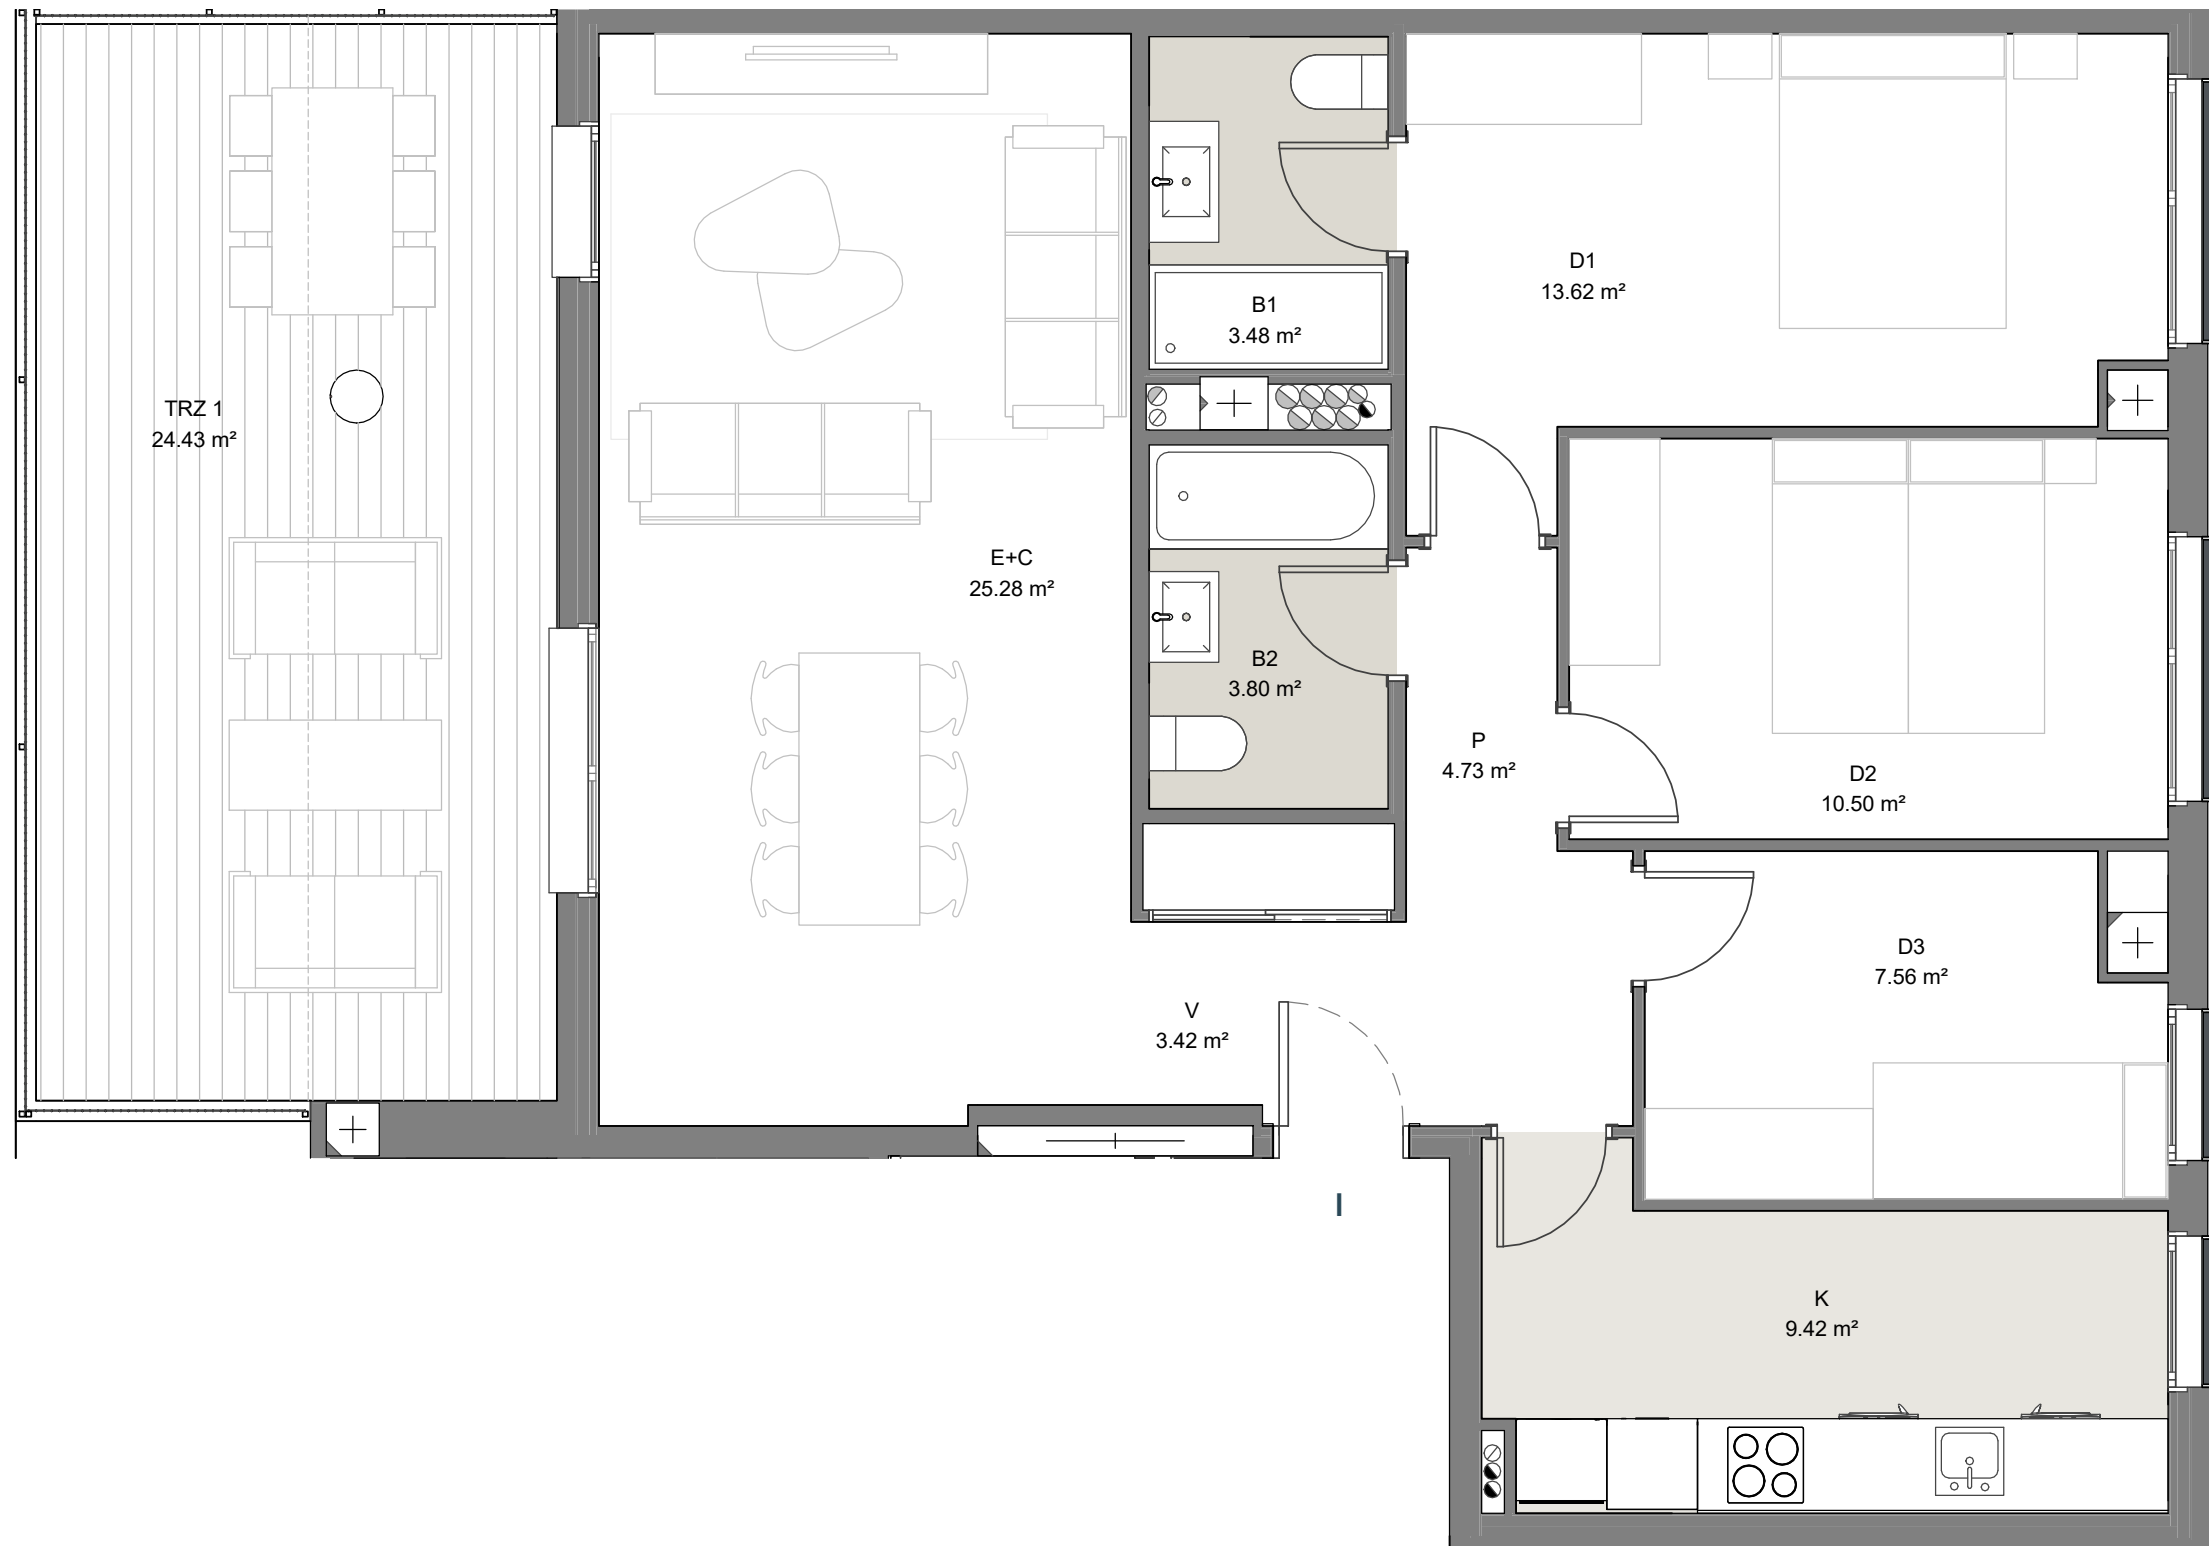 B1
3.48 m²
D1
13.62 m²
TRZ 1
24.43 m²
E+C
25.28 m²
B2
3.80 m²
P
4.73 m²
D2
10.50 m²
D3
7.56 m²
V
3.42 m²
I
K
9.42 m²